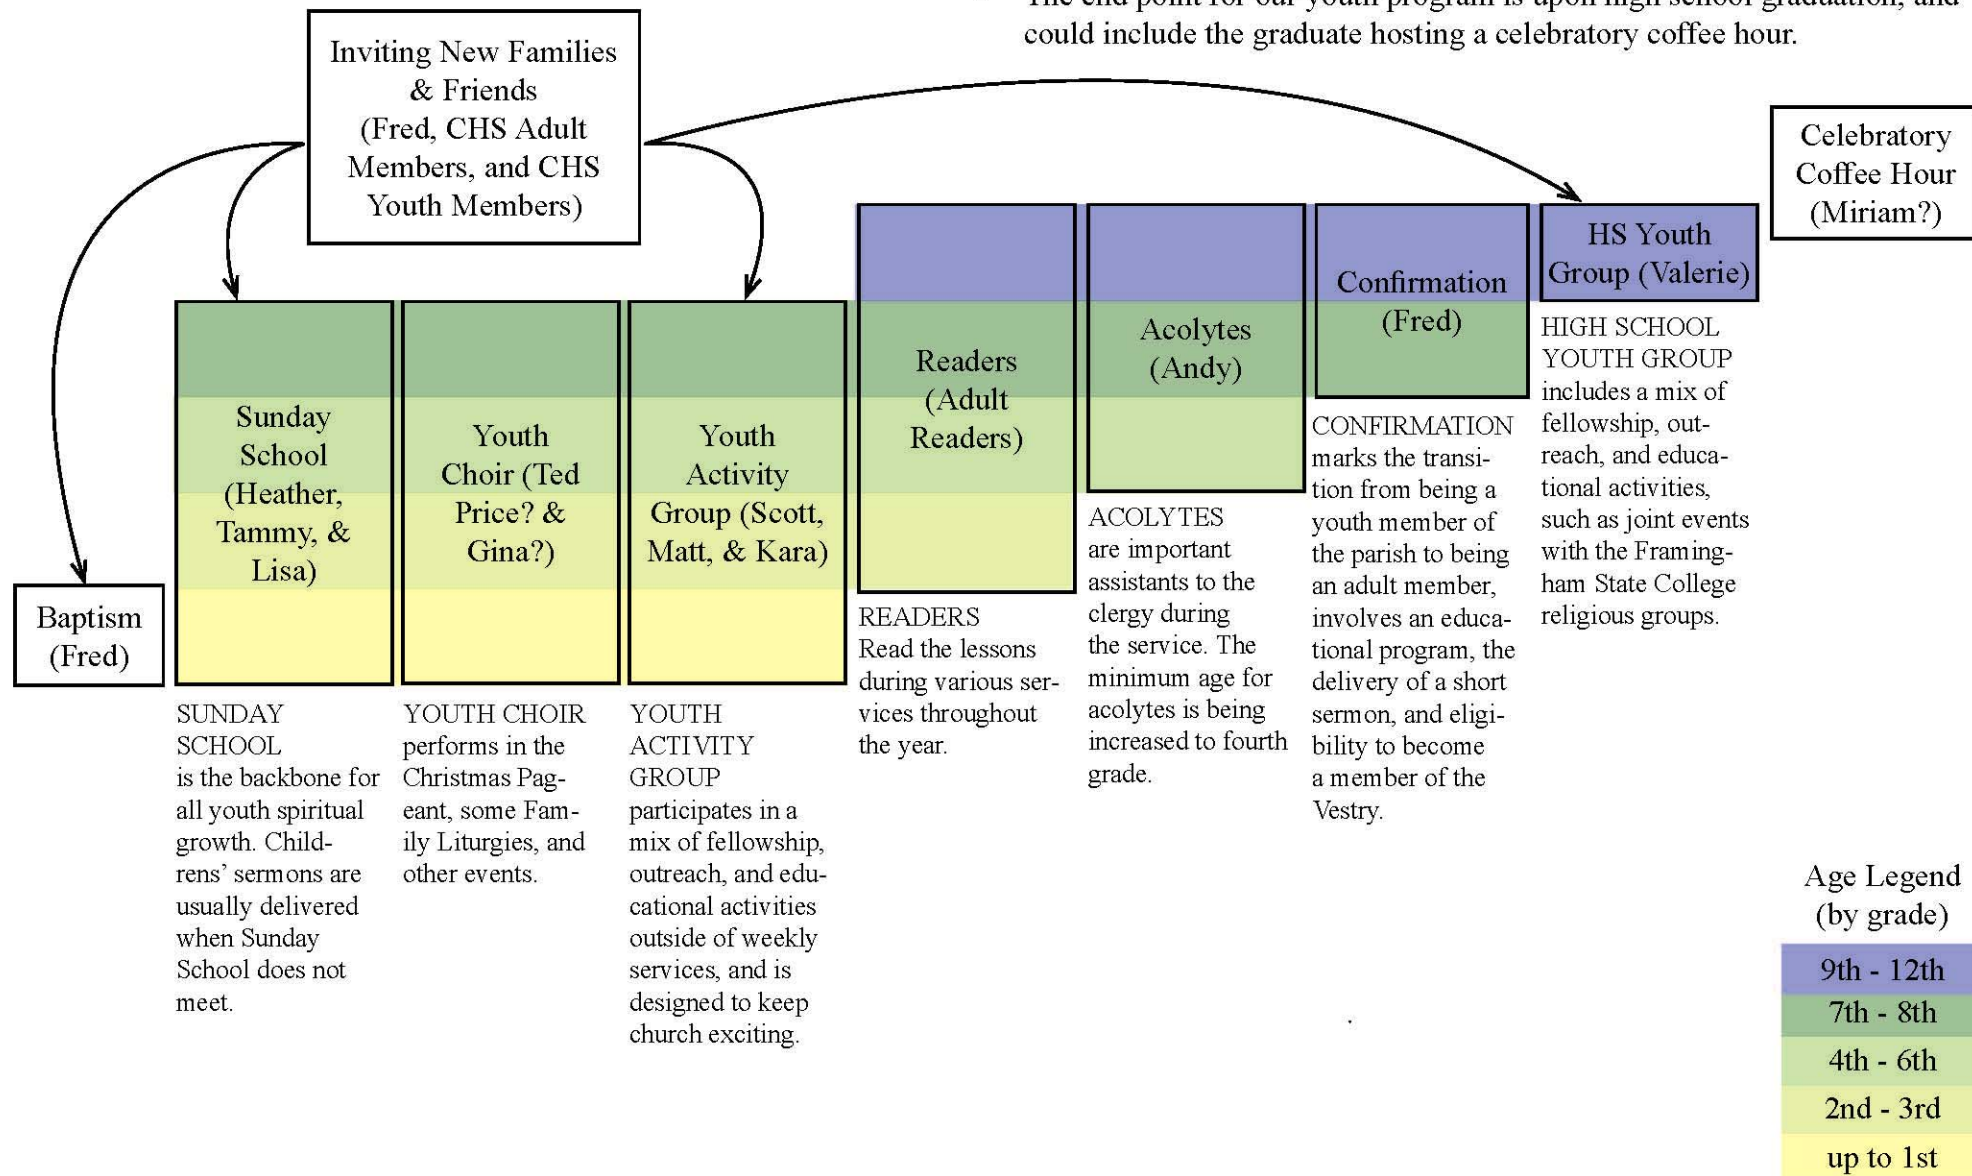 The end point for our youth program is upon high school graduation, and
could include the graduate hosting a celebratory coffee hour.
Inviting New Families
& Friends
(Fred, CHS Adult
Members, and CHS
Youth Members)
Celebratory
Coffee Hour
(Miriam?)
Baptism
(Fred)
Sunday
School
(Heather,
Tammy, &
Lisa)
Youth
Choir (Ted
Price? &
Gina?)
Youth
Activity
Group (Scott,
Matt, & Kara)
Readers
(Adult
Readers)
Acolytes
(Andy)
Confirmation
(Fred)
HS Youth
Group (Valerie)
SUNDAY
SCHOOL
is the backbone for
all youth spiritual
growth. Child-
rens’ sermons are
usually delivered
when Sunday
School does not
meet.
YOUTH CHOIR
performs in the
Christmas Pag-
eant, some Fam-
ily Liturgies, and
other events.
YOUTH
ACTIVITY
GROUP
participates in a
mix of fellowship,
outreach, and edu-
cational activities
outside of weekly
services, and is
designed to keep
church exciting.
READERS
Read the lessons
during various ser-
vices throughout
the year.
ACOLYTES
are important
assistants to the
clergy during
the service. The
minimum age for
acolytes is being
increased to fourth
grade.
CONFIRMATION
marks the transi-
tion from being a
youth member of
the parish to being
an adult member,
involves an educa-
tional program, the
delivery of a short
sermon, and eligi-
bility to become
a member of the
Vestry.
HIGH SCHOOL
YOUTH GROUP
includes a mix of
fellowship, out-
reach, and educa-
tional activities,
such as joint events
with the Framing-
ham State College
religious groups.
Age Legend
(by grade)
9th - 12th
7th - 8th
4th - 6th
2nd - 3rd
up to 1st